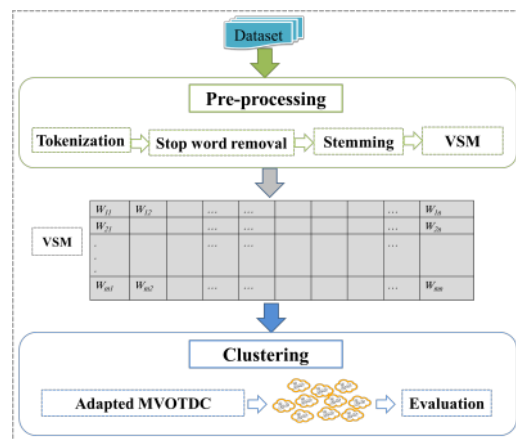 Dataset
Pre-processing
Tokenization Stop word removal Stemming VSM
W11 W12 ... ... ... W1n
W21 ... ... ... W2n
. ... ... ...
.
.
VSM
Wm1 Wm2 ... ... ... Wmn
Clustering
Adapted MVOTDC Evaluation